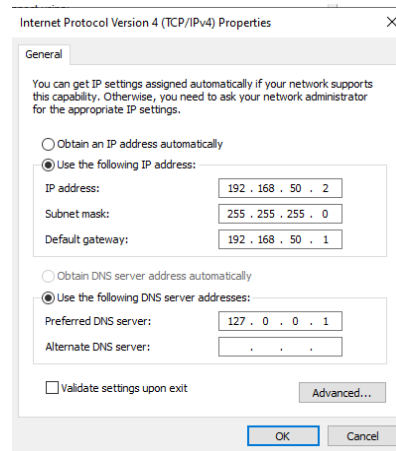 Internet Protocol Version 4 (TCP/IPv4) Properties
General
You can get IP settings assigned automatically if your network supports
this capability. Otherwise, you need to ask your network administrator
for the appropriate IP settings.
Obtain an IP address automatically
Use the following IP address:
IP address: 192 . 168 . 50 . 2
Subnet mask: 255 . 255 . 255 . 0
Default gateway: 192 . 168 . 50 . 1
Obtain DNS server address automatically
Use the following DNS server addresses:
Preferred DNS server: 127 . 0 . 0 . 1
Alternate DNS server: . . .
Validate settings upon exit
Advanced...
OK Cancel